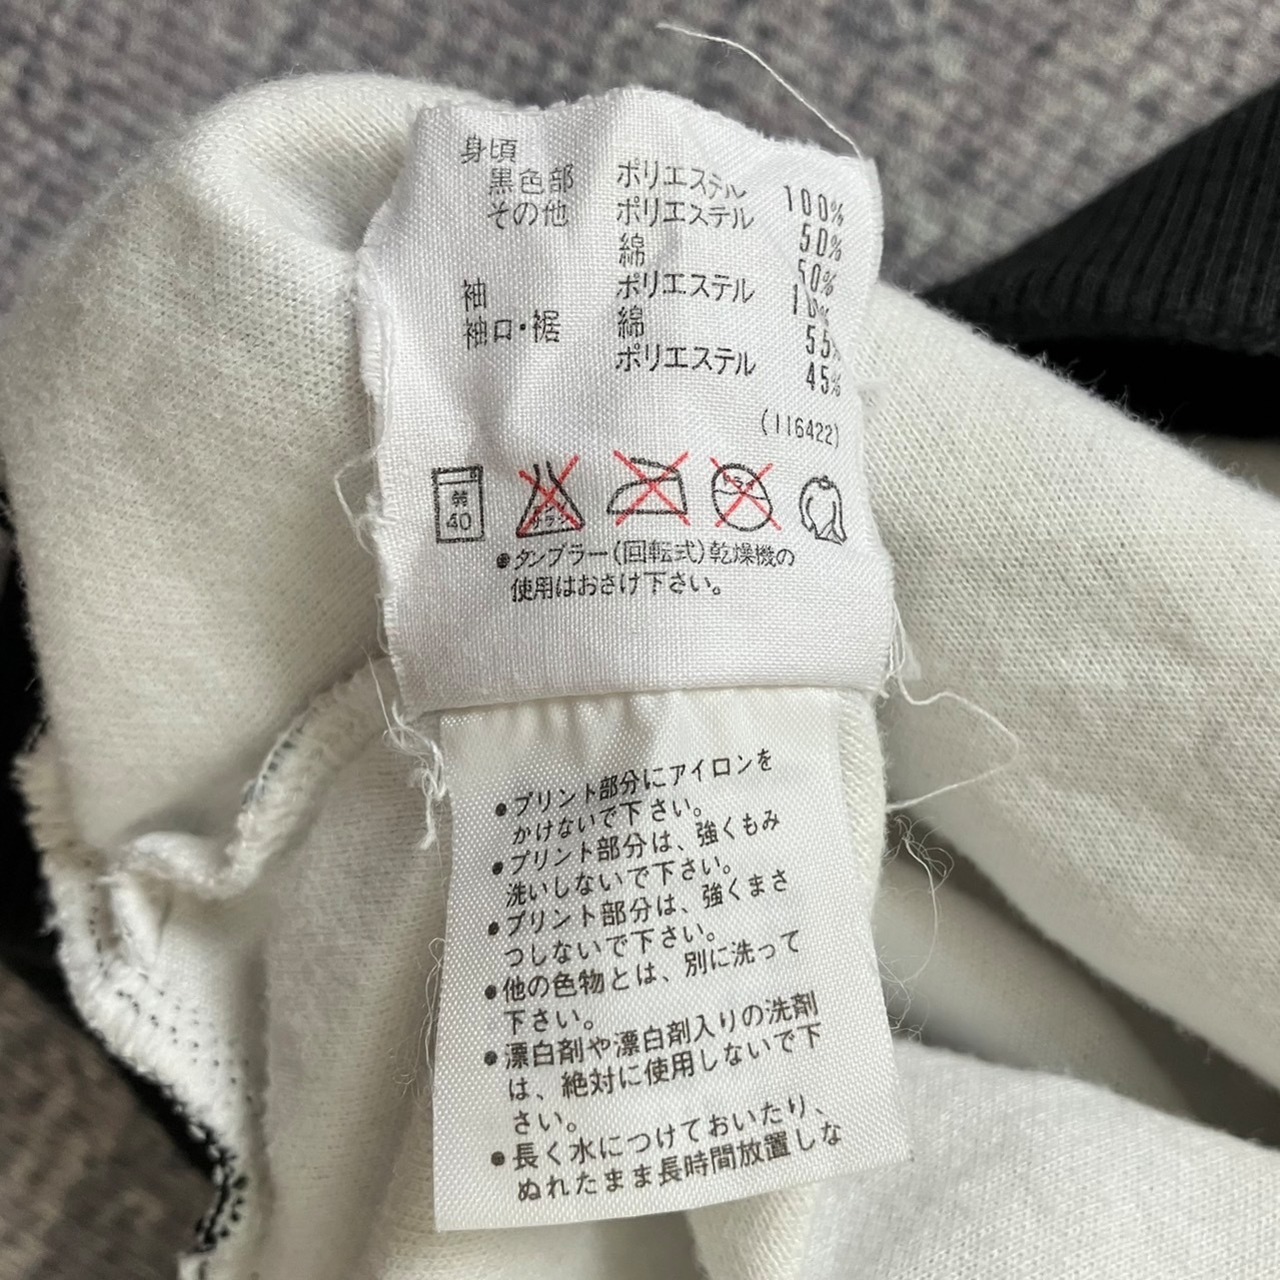 身頃
黒色部 ポリエステル 100%
その他 ポリエステル 50%
綿 50%
袖 ポリエステル
袖口・裾 綿 55%
ポリエステル 45%
(116422)
弱
40
●タンブラー(回転式)乾燥機の
使用はおさけ下さい。
●プリント部分にアイロンを
かけないで下さい。
●プリント部分は、強くもみ
洗いしないで下さい。
●プリント部分は、強くまさ
つしないで下さい。
●他の色物とは、別に洗って
下さい。
●漂白剤や漂白剤入りの洗剤
は、絶対に使用しないで下
さい。
●長く水につけておいたり、
ぬれたまま長時間放置しな